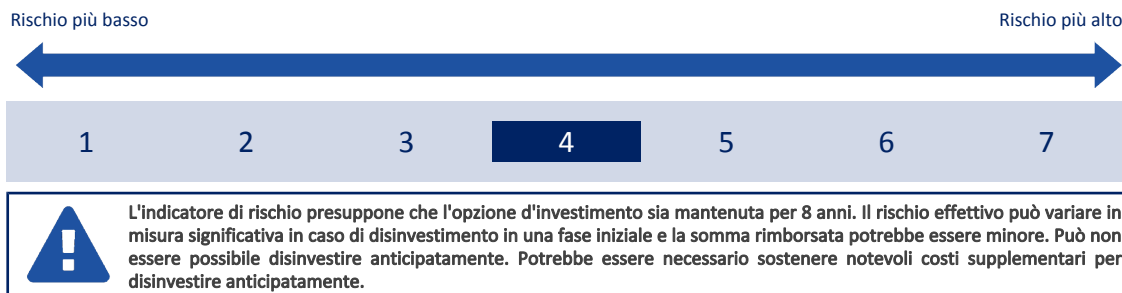 Rischio più basso Rischio più alto
1 2 3 4 5 6 7
L'indicatore di rischio presuppone che l'opzione d'investimento sia mantenuta per 8 anni. Il rischio effettivo può variare in
misura significativa in caso di disinvestimento in una fase iniziale e la somma rimborsata potrebbe essere minore. Può non
essere possibile disinvestire anticipatamente. Potrebbe essere necessario sostenere notevoli costi supplementari per
disinvestire anticipatamente.